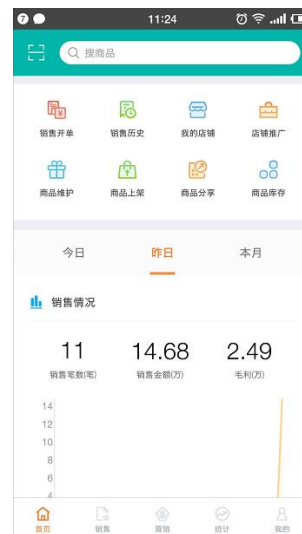 7
11:24
搜商品
销售开单 销售历史 我的店铺 店铺推广
商品维护 商品上架 商品分享 商品库存
今日 昨日 本月
销售情况
11 14.68 2.49
销售笔数(笔) 销售金额(万) 毛利(万)
14
12
10
8
6
4
首页 销售 营销 统计 我的